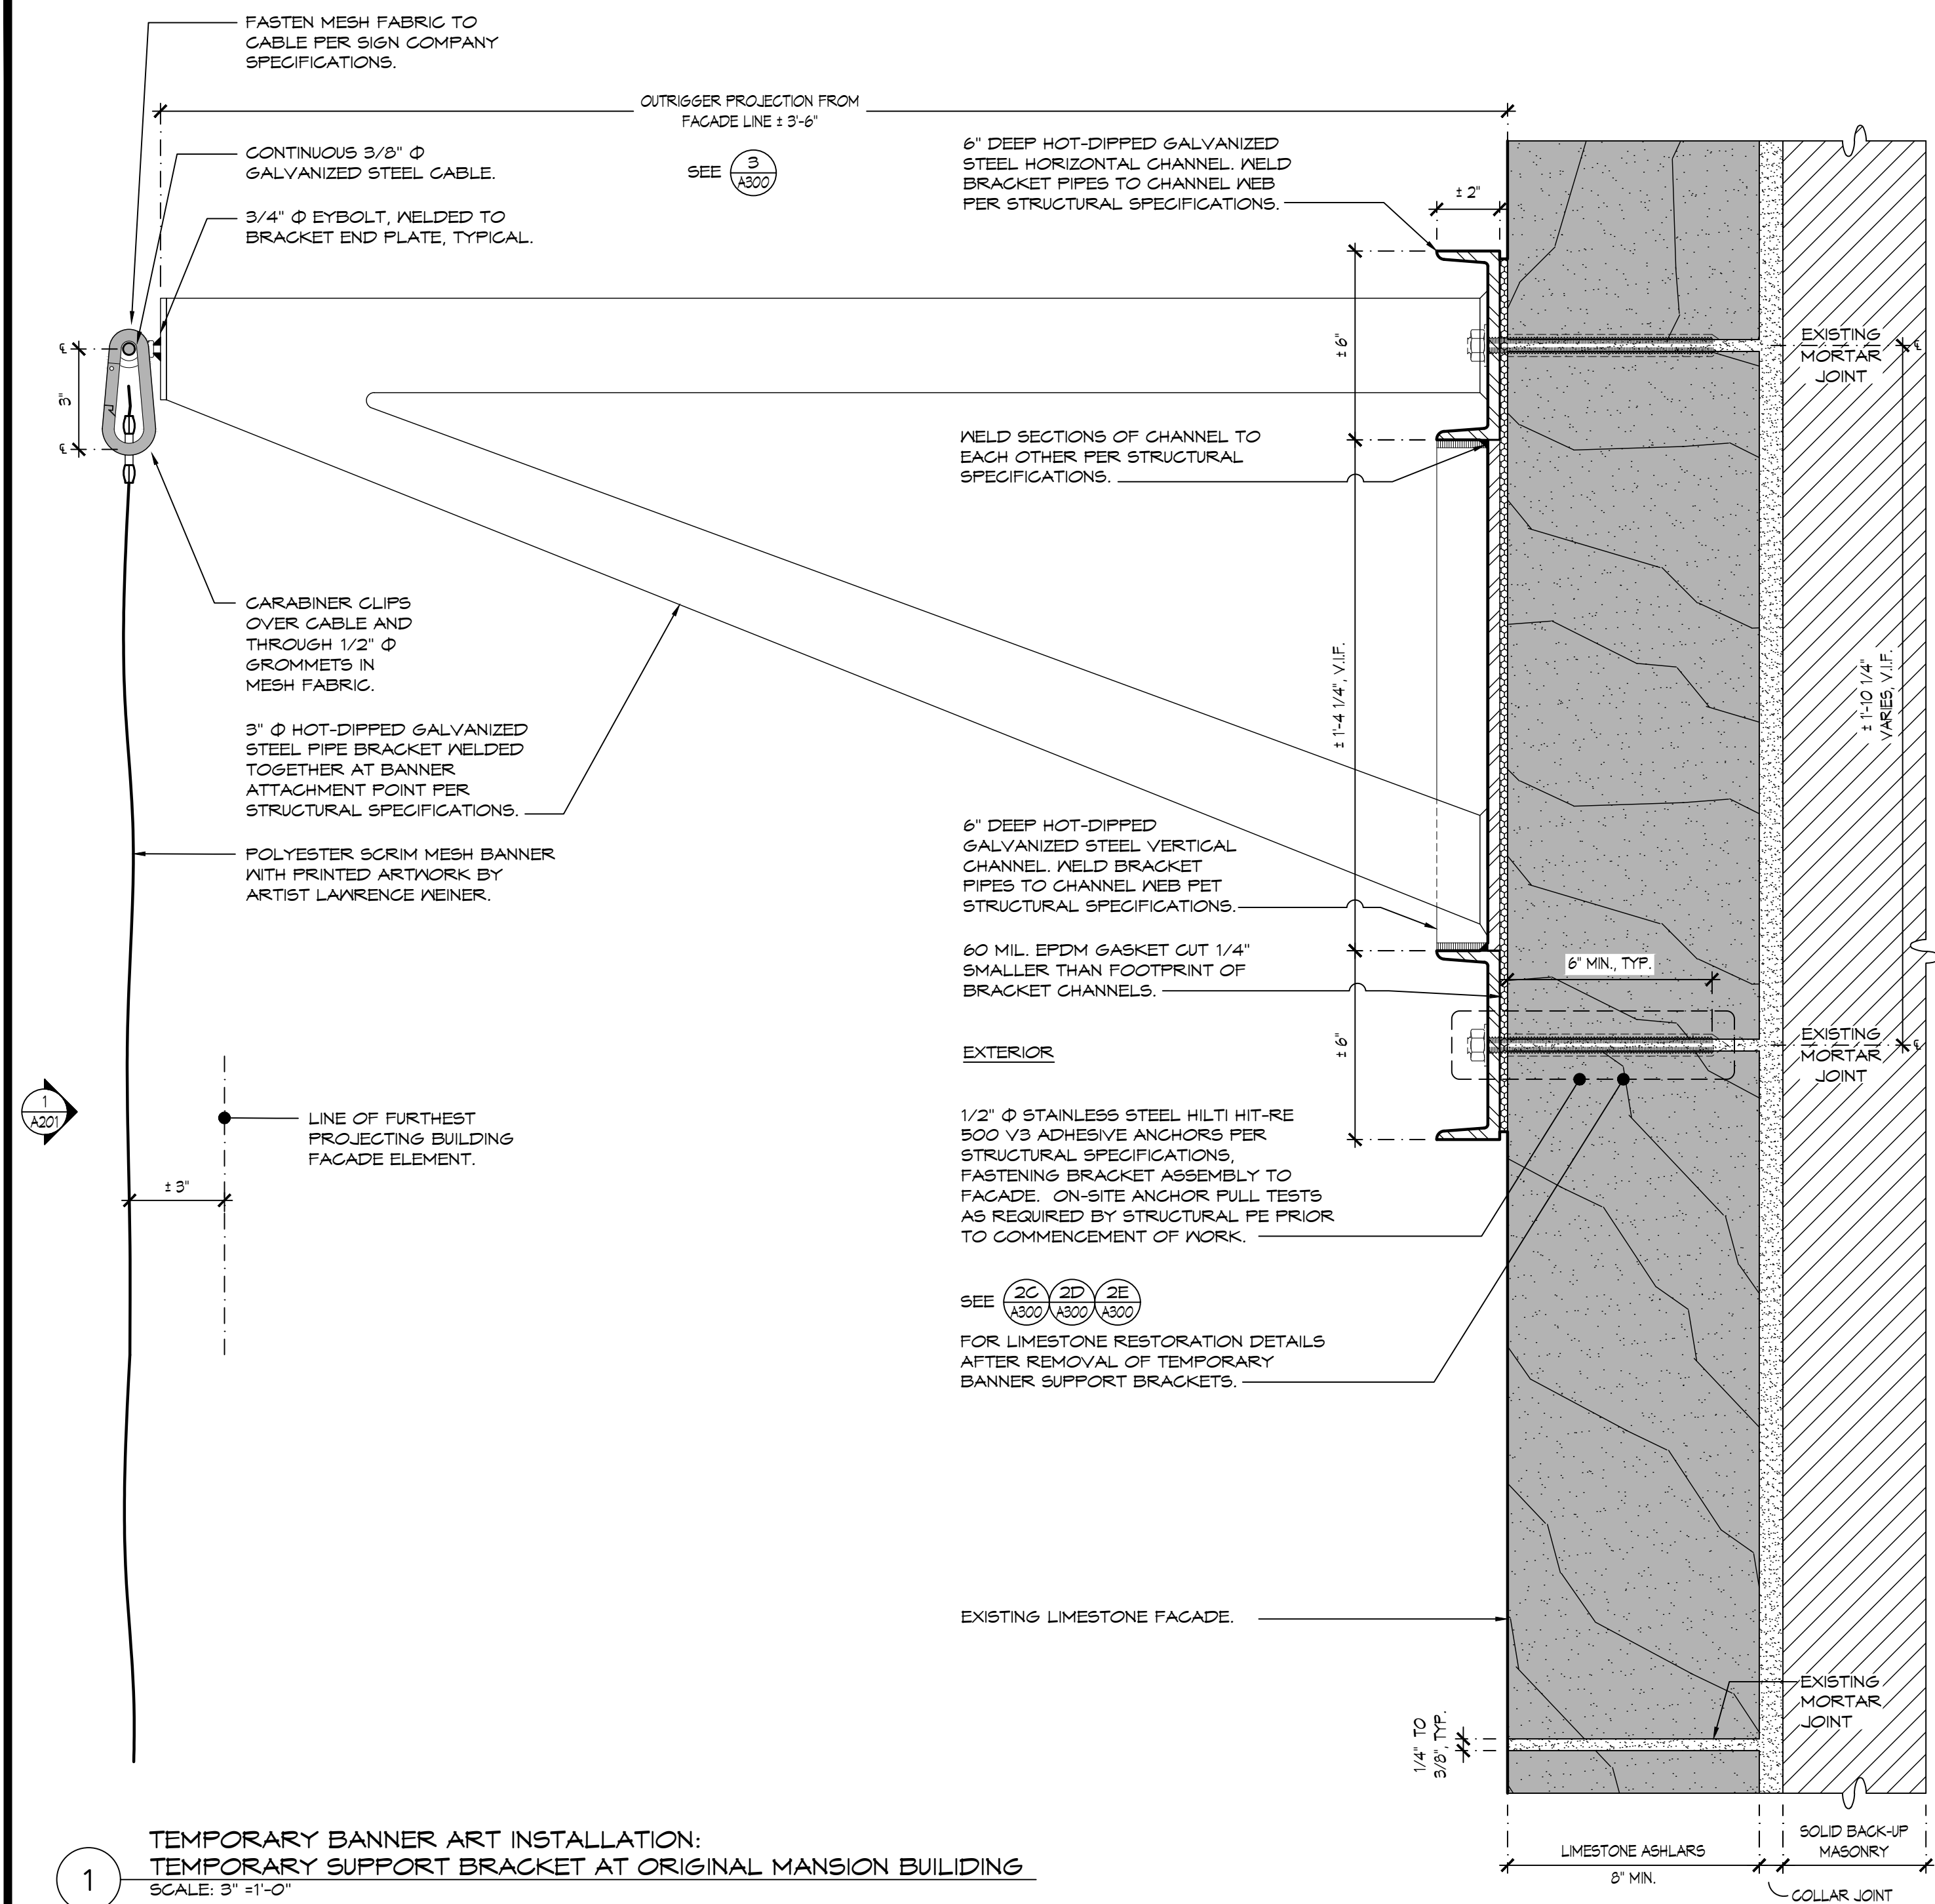 FASTEN MESH FABRIC TO
CABLE PER SIGN COMPANY
SPECIFICATIONS.
OUTRIGGER PROJECTION FROM
FACADE LINE ± 3'-6"
CONTINUOUS 3/8" Φ
GALVANIZED STEEL CABLE.
SEE 3
A300
6" DEEP HOT-DIPPED GALVANIZED
STEEL HORIZONTAL CHANNEL. WELD
BRACKET PIPES TO CHANNEL WEB
PER STRUCTURAL SPECIFICATIONS.
± 2"
3/4" Φ EYBOLT, WELDED TO
BRACKET END PLATE, TYPICAL.
℄
3"
℄
± 6"
EXISTING
MORTAR
JOINT
℄
WELD SECTIONS OF CHANNEL TO
EACH OTHER PER STRUCTURAL
SPECIFICATIONS.
CARABINER CLIPS
OVER CABLE AND
THROUGH 1/2" Φ
GROMMETS IN
MESH FABRIC.
± 1'-4 1/4", V.I.F.
± 1'-10 1/4"
VARIES, V.I.F.
3" Φ HOT-DIPPED GALVANIZED
STEEL PIPE BRACKET WELDED
TOGETHER AT BANNER
ATTACHMENT POINT PER
STRUCTURAL SPECIFICATIONS.
POLYESTER SCRIM MESH BANNER
WITH PRINTED ARTWORK BY
ARTIST LAWRENCE WEINER.
6" DEEP HOT-DIPPED
GALVANIZED STEEL VERTICAL
CHANNEL. WELD BRACKET
PIPES TO CHANNEL WEB PET
STRUCTURAL SPECIFICATIONS.
60 MIL. EPDM GASKET CUT 1/4"
SMALLER THAN FOOTPRINT OF
BRACKET CHANNELS.
6" MIN., TYP.
EXTERIOR
± 6"
EXISTING
MORTAR
JOINT
℄
1
A201
LINE OF FURTHEST
PROJECTING BUILDING
FACADE ELEMENT.
± 3"
1/2" Φ STAINLESS STEEL HILTI HIT-RE
500 V3 ADHESIVE ANCHORS PER
STRUCTURAL SPECIFICATIONS,
FASTENING BRACKET ASSEMBLY TO
FACADE. ON-SITE ANCHOR PULL TESTS
AS REQUIRED BY STRUCTURAL PE PRIOR
TO COMMENCEMENT OF WORK.
SEE 2C 2D 2E
A300 A300 A300
FOR LIMESTONE RESTORATION DETAILS
AFTER REMOVAL OF TEMPORARY
BANNER SUPPORT BRACKETS.
EXISTING LIMESTONE FACADE.
EXISTING
MORTAR
JOINT
1/4" TO
3/8", TYP.
1
TEMPORARY BANNER ART INSTALLATION:
TEMPORARY SUPPORT BRACKET AT ORIGINAL MANSION BUILIDING
SCALE: 3" =1'-0"
LIMESTONE ASHLARS
8" MIN.
SOLID BACK-UP
MASONRY
COLLAR JOINT